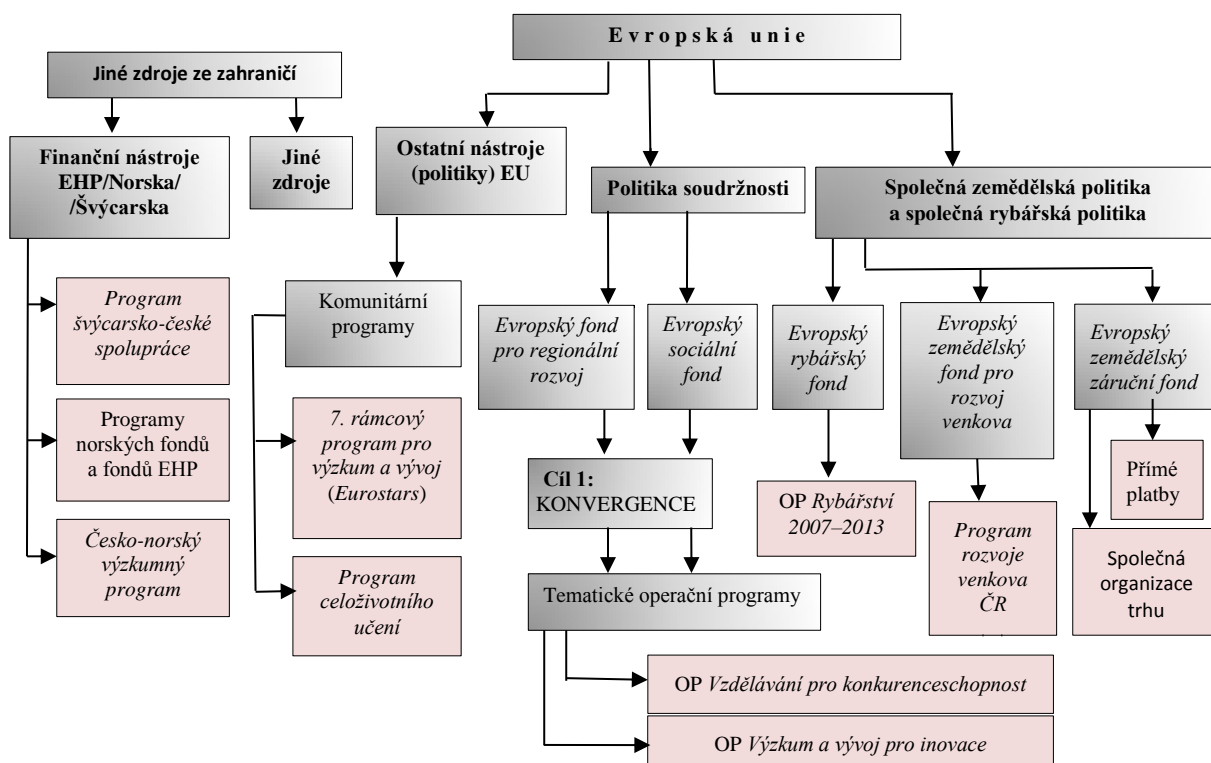 Evropská unie
Jiné zdroje ze zahraničí
Finanční nástroje
EHP/Norska/
/Švýcarska
Jiné
zdroje
Ostatní nástroje
(politiky) EU
Politika soudržnosti
Společná zemědělská politika
a společná rybářská politika
Program
švýcarsko-české
spolupráce
Programy
norských fondů
a fondů EHP
Česko-norský
výzkumný
program
Komunitární
programy
7. rámcový
program pro
výzkum a vývoj
(Eurostars)
Program
celoživotního
učení
Evropský fond
pro regionální
rozvoj
Evropský
sociální
fond
Cíl 1:
KONVERGENCE
Tematické operační programy
OP Vzdělávání pro konkurenceschopnost
OP Výzkum a vývoj pro inovace
Evropský
rybářský
fond
OP Rybářství
2007–2013
Evropský
zemědělský
fond pro
rozvoj
venkova
Program
rozvoje
venkova
ČR
Evropský
zemědělský
záruční fond
Přímé
platby
Společná
organizace
trhu